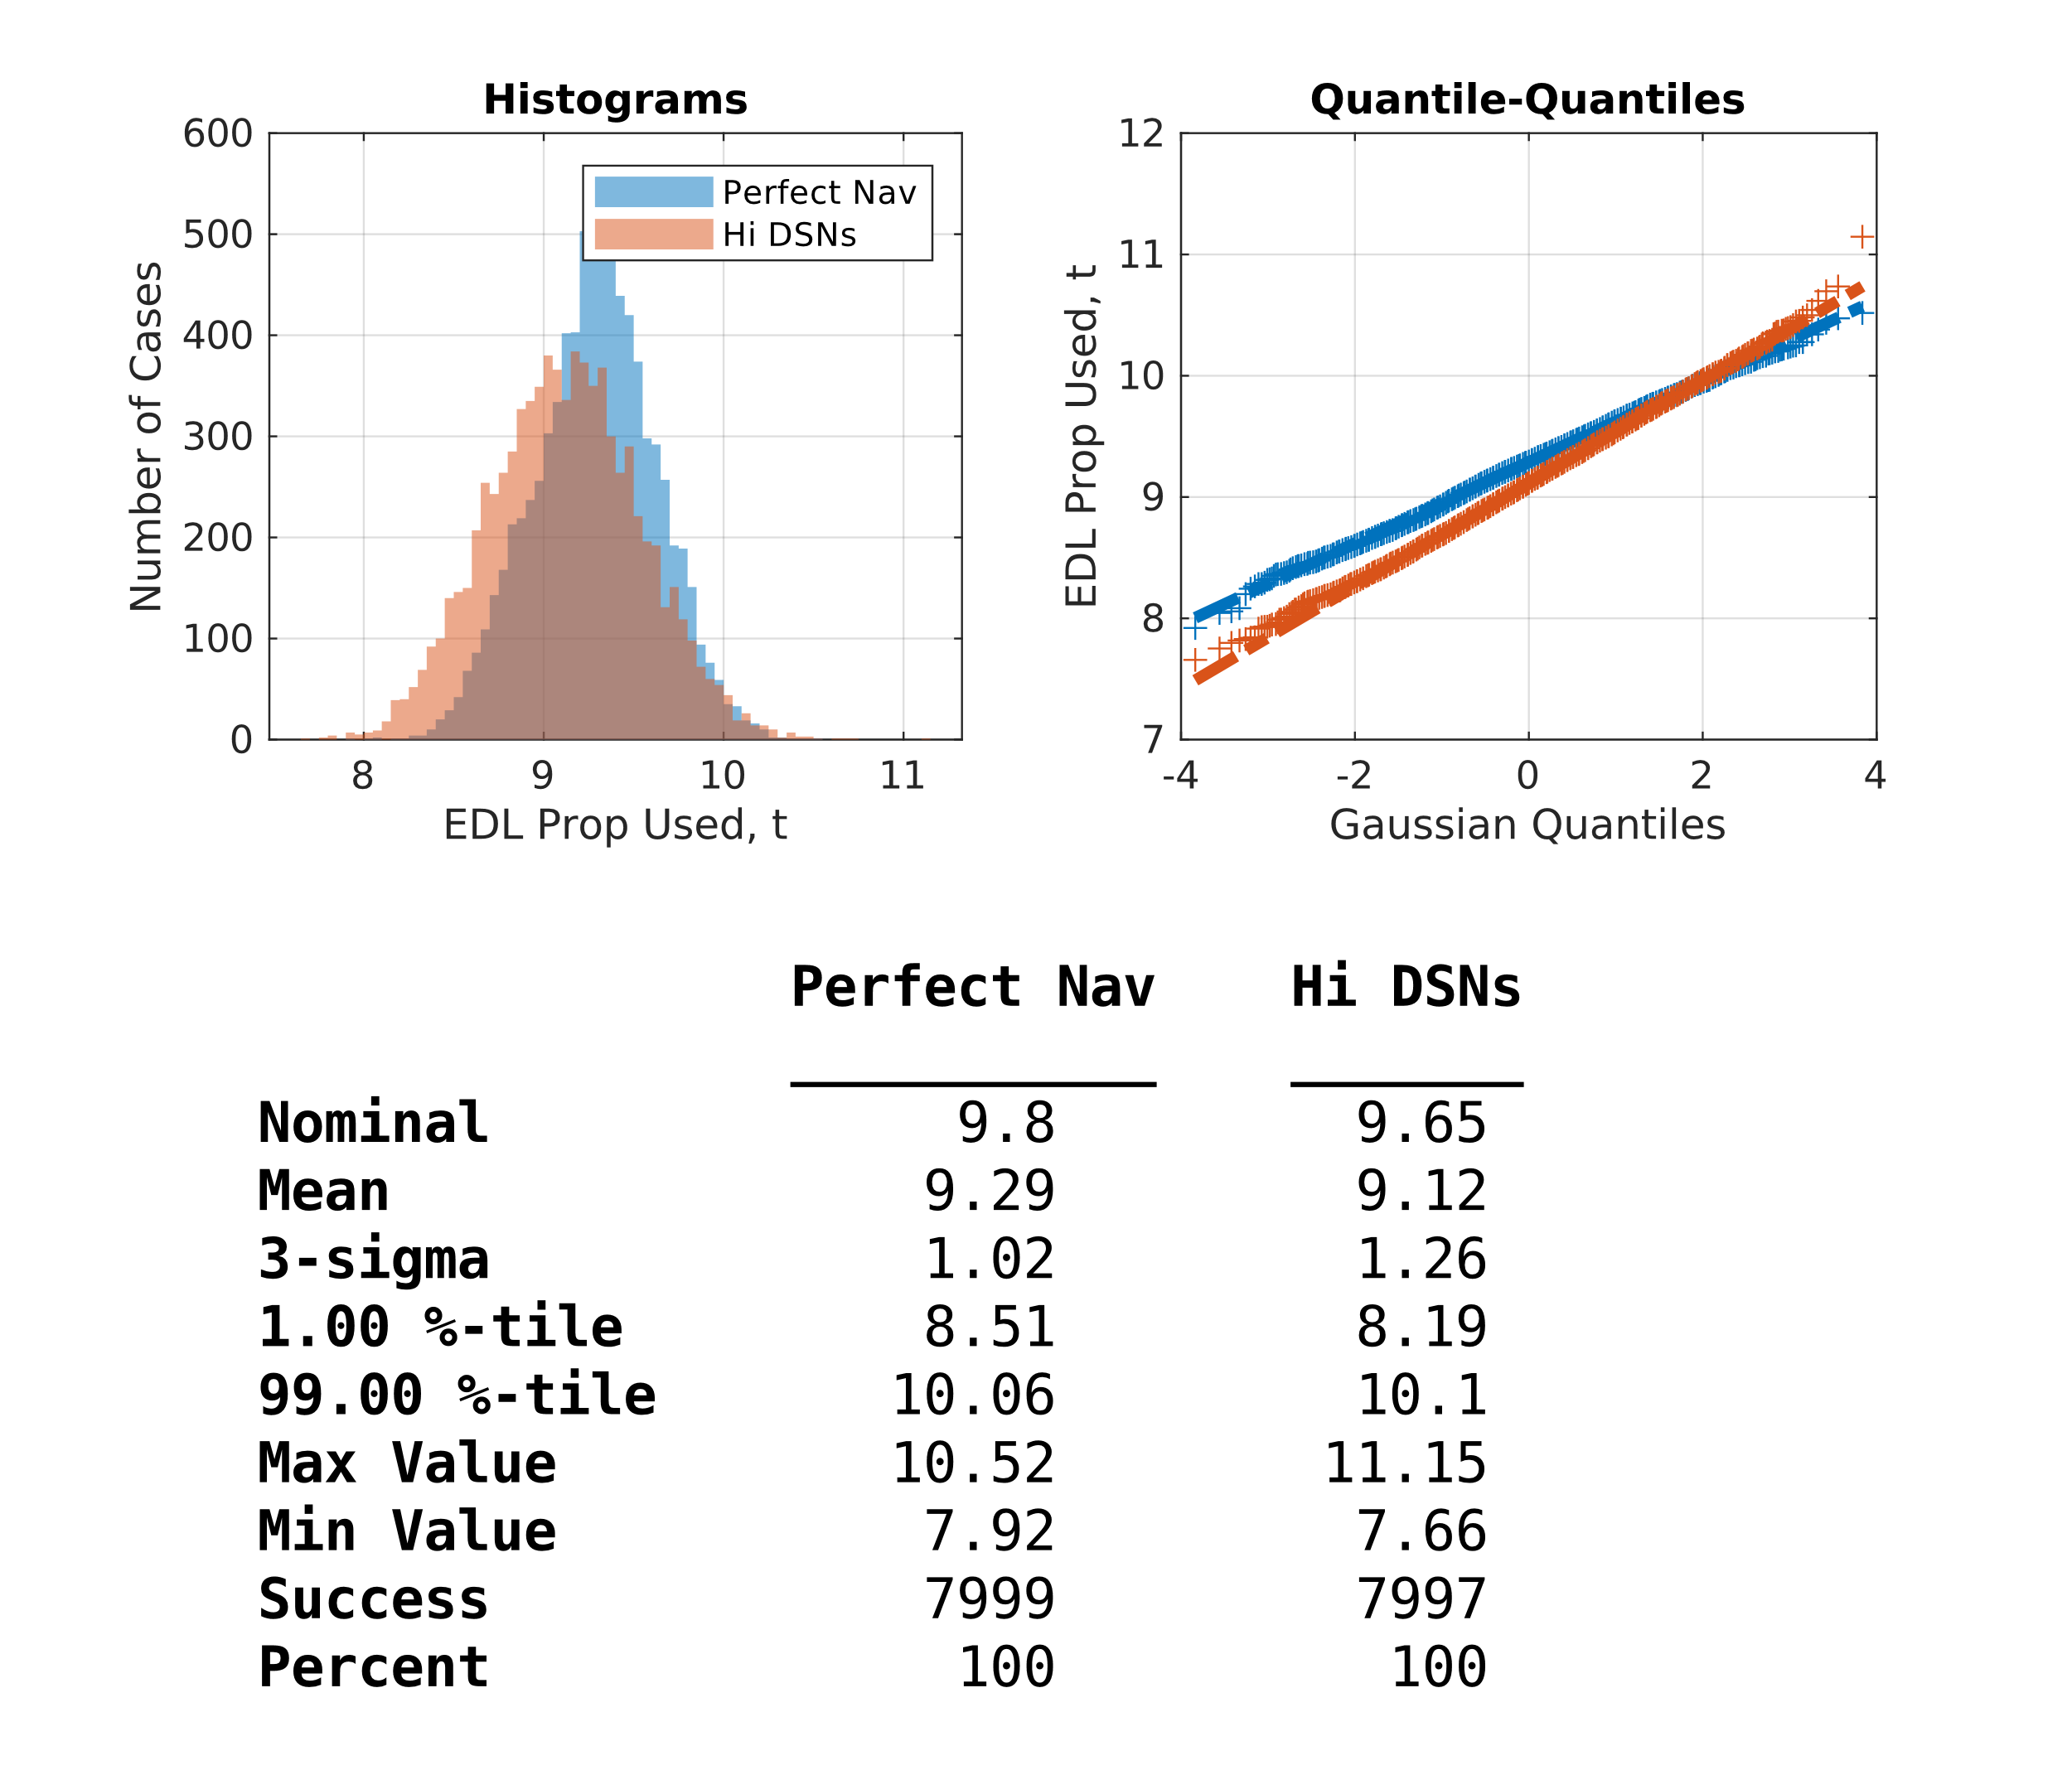 Histograms
600
500
400
300
200
100
0
Number of Cases
Perfect Nav
Hi DSNs
8 9 10 11
EDL Prop Used, t
Quantile-Quantiles
12
11
10
9
8
7
EDL Prop Used, t
-4 -2 0 2 4
Gaussian Quantiles
Perfect Nav Hi DSNs
Nominal 9.8 9.65
Mean 9.29 9.12
3-sigma 1.02 1.26
1.00 %-tile 8.51 8.19
99.00 %-tile 10.06 10.1
Max Value 10.52 11.15
Min Value 7.92 7.66
Success 7999 7997
Percent 100 100